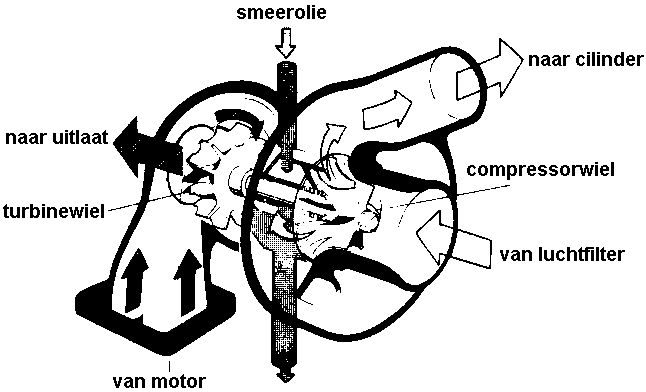 smeerolie
naar cilinder
naar uitlaat
compressorwiel
turbinewiel
van luchtfilter
van motor